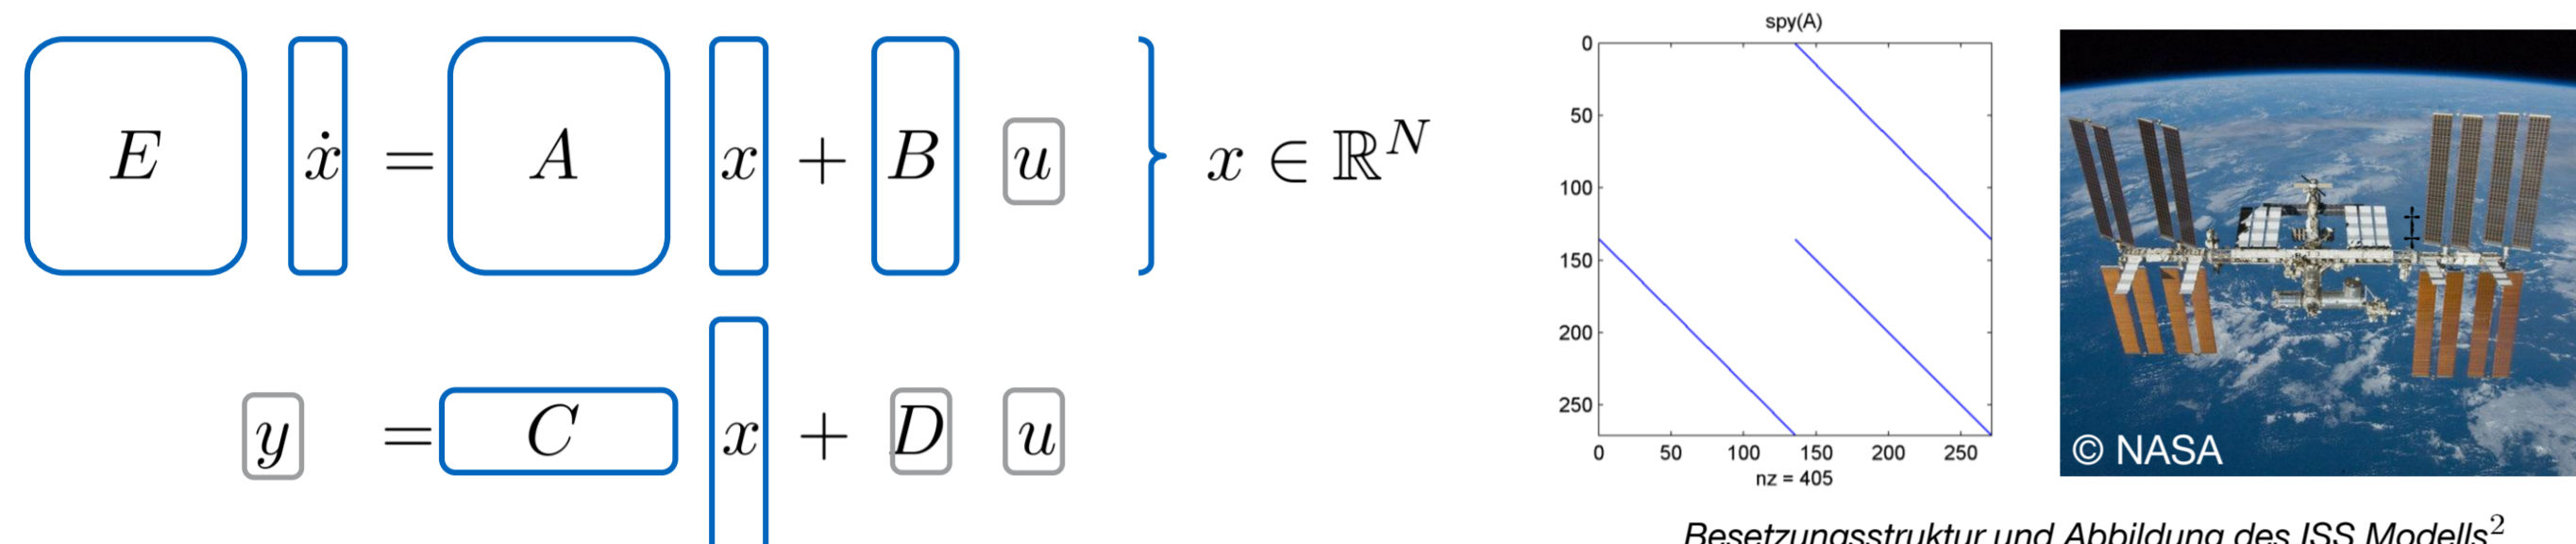 E ẋ = A x + B u } x ∈ ℝ^N
y = C x + D u
spy(A)
0
50
100
150
200
250
0 50 100 150 200 250
nz = 405
© NASA
Besetzungsstruktur und Abbildung des ISS Modells²